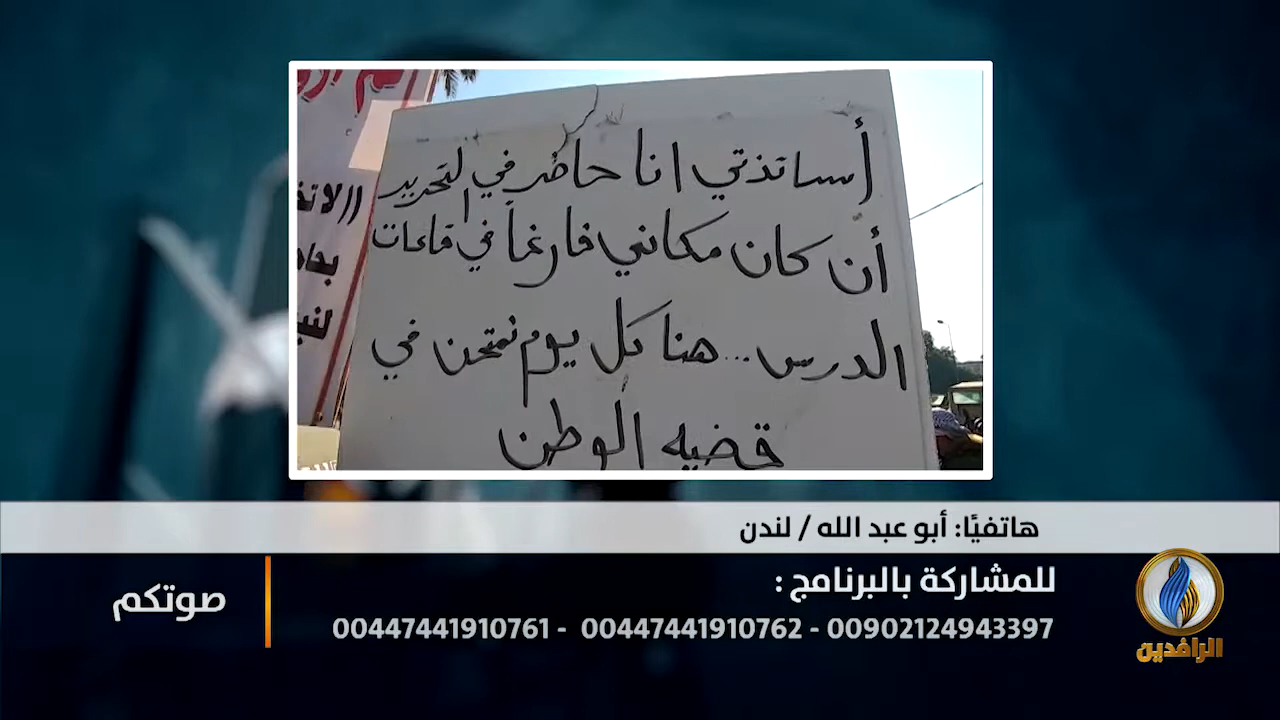 أساتذتي انا حاضر في التحرير
أن كان مكاني فارغاً في قاعات
الدرس... هنا كل يوم نمتحن في
قضيه الوطن
هاتفيًا: أبو عبد الله / لندن
للمشاركة بالبرنامج :
00447441910761 - 00447441910762 - 00902124943397
صوتكم
الرافدين